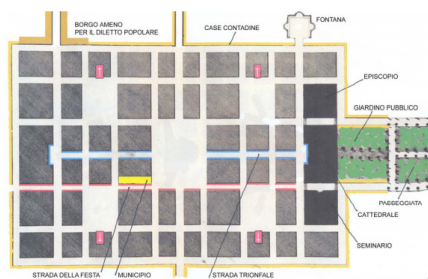 BORGO AMENO
PER IL DILETTO POPOLARE
CASE CONTADINE
FONTANA
EPISCOPIO
GIARDINO PUBBLICO
PASSEGGIATA
CATTEDRALE
SEMINARIO
STRADA DELLA FESTA
MUNICIPIO
STRADA TRIONFALE